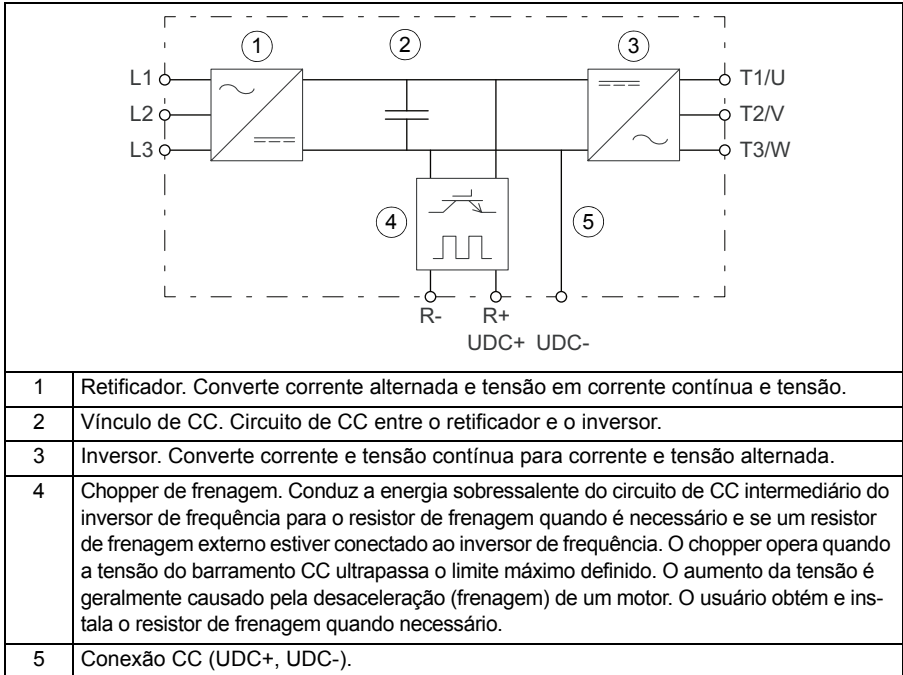 1 2 3
L1 T1/U
L2 T2/V
L3 T3/W
4 5
R- R+
UDC+ UDC-
1 Retificador. Converte corrente alternada e tensão em corrente contínua e tensão.
2 Vínculo de CC. Circuito de CC entre o retificador e o inversor.
3 Inversor. Converte corrente e tensão contínua para corrente e tensão alternada.
4 Chopper de frenagem. Conduz a energia sobressalente do circuito de CC intermediário do
inversor de frequência para o resistor de frenagem quando é necessário e se um resistor
de frenagem externo estiver conectado ao inversor de frequência. O chopper opera quando
a tensão do barramento CC ultrapassa o limite máximo definido. O aumento da tensão é
geralmente causado pela desaceleração (frenagem) de um motor. O usuário obtém e ins-
tala o resistor de frenagem quando necessário.
5 Conexão CC (UDC+, UDC-).